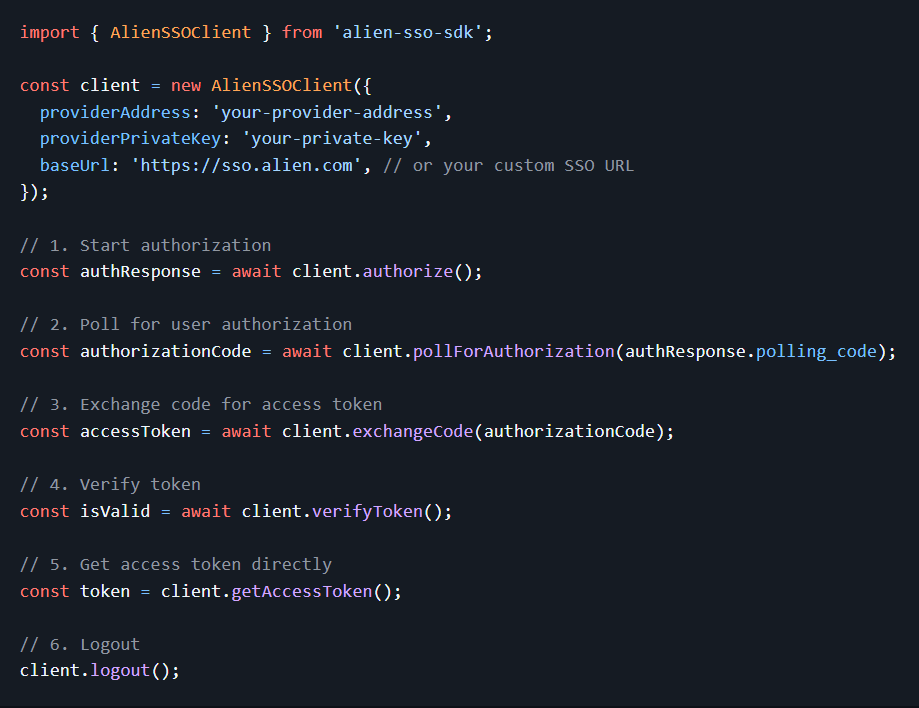 import { AlienSSOClient } from 'alien-sso-sdk';
const client = new AlienSSOClient({
  providerAddress: 'your-provider-address',
  providerPrivateKey: 'your-private-key',
  baseUrl: 'https://sso.alien.com', // or your custom SSO URL
});
// 1. Start authorization
const authResponse = await client.authorize();
// 2. Poll for user authorization
const authorizationCode = await client.pollForAuthorization(authResponse.polling_code);
// 3. Exchange code for access token
const accessToken = await client.exchangeCode(authorizationCode);
// 4. Verify token
const isValid = await client.verifyToken();
// 5. Get access token directly
const token = client.getAccessToken();
// 6. Logout
client.logout();